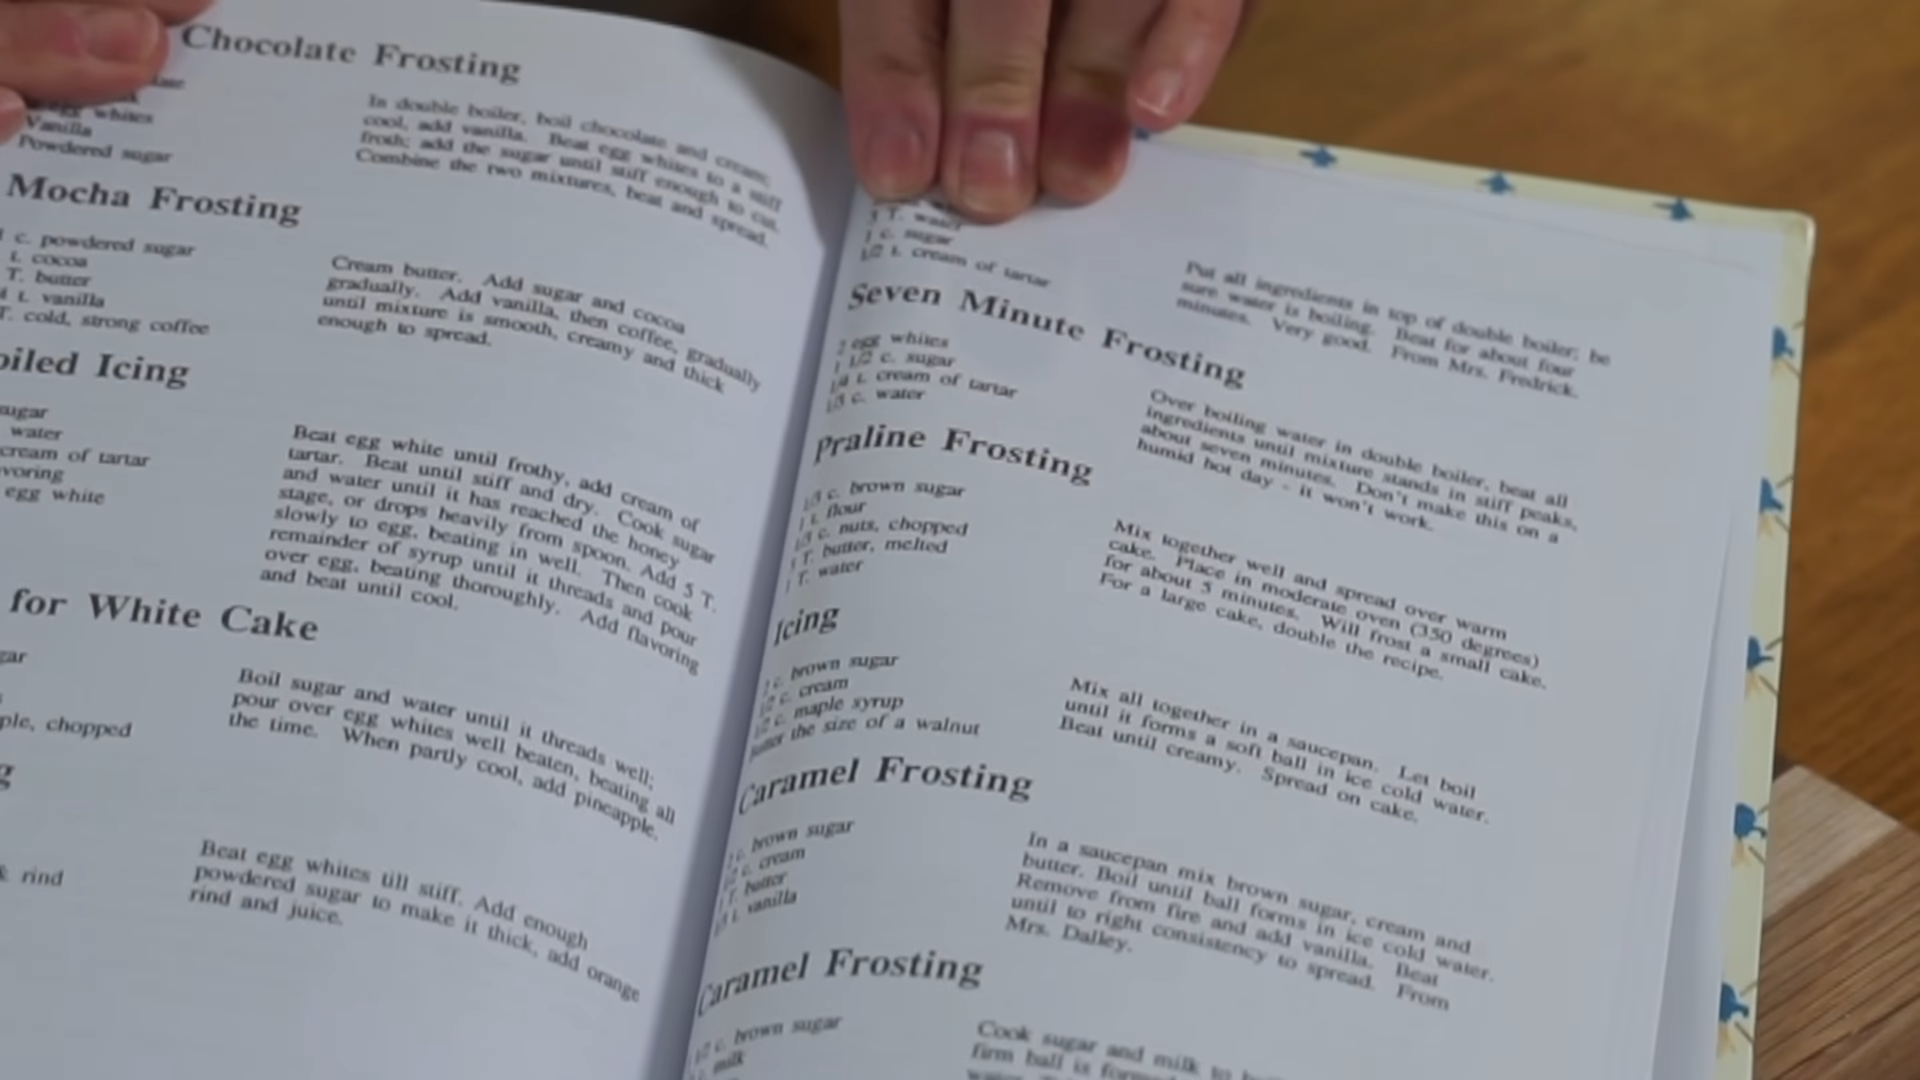 Chocolate Frosting
egg whites
Vanilla
Powdered sugar
In double boiler, boil chocolate and cream;
cool, add vanilla. Beat egg whites to a stiff
froth; add the sugar until stiff enough to cut.
Combine the two mixtures, beat and spread.
Mocha Frosting
c. powdered sugar
t. cocoa
T. butter
t. vanilla
T. cold, strong coffee
Cream butter. Add sugar and cocoa
gradually. Add vanilla, then coffee, gradually
until mixture is smooth, creamy and thick
enough to spread.
oiled Icing
sugar
water
cream of tartar
voring
egg white
Beat egg white until frothy, add cream of
tartar. Beat until stiff and dry. Cook sugar
and water until it has reached the honey
stage, or drops heavily from spoon. Add 5 T.
slowly to egg, beating in well. Then cook
remainder of syrup until it threads and pour
over egg, beating thoroughly. Add flavoring
and beat until cool.
for White Cake
gar
ple, chopped
Boil sugar and water until it threads well;
pour over egg whites well beaten, beating all
the time. When partly cool, add pineapple.
g
& rind
Beat egg whites till stiff. Add enough
powdered sugar to make it thick, add orange
rind and juice.
3 T. water
1 c. sugar
1/2 t. cream of tartar
Put all ingredients in top of double boiler; be
sure water is boiling. Beat for about four
minutes. Very good. From Mrs. Fredrick.
Seven Minute Frosting
2 egg whites
1 1/2 c. sugar
1/4 t. cream of tartar
1/3 c. water
Over boiling water in double boiler, beat all
ingredients until mixture stands in stiff peaks,
about seven minutes. Don't make this on a
humid hot day - it won't work.
Praline Frosting
1/3 c. brown sugar
1 t. flour
1/3 c. nuts, chopped
3 T. butter, melted
1 T. water
Mix together well and spread over warm
cake. Place in moderate oven (350 degrees)
for about 5 minutes. Will frost a small cake.
For a large cake, double the recipe.
Icing
2 c. brown sugar
1/2 c. cream
1/2 c. maple syrup
Butter the size of a walnut
Mix all together in a saucepan. Let boil
until it forms a soft ball in ice cold water.
Beat until creamy. Spread on cake.
Caramel Frosting
c. brown sugar
1/2 c. cream
1 T. butter
t. vanilla
In a saucepan mix brown sugar, cream and
butter. Boil until ball forms in ice cold water.
Remove from fire and add vanilla. Beat
until to right consistency to spread. From
Mrs. Dalley.
Caramel Frosting
1/2 c. brown sugar
milk
Cook sugar and milk to
firm ball is